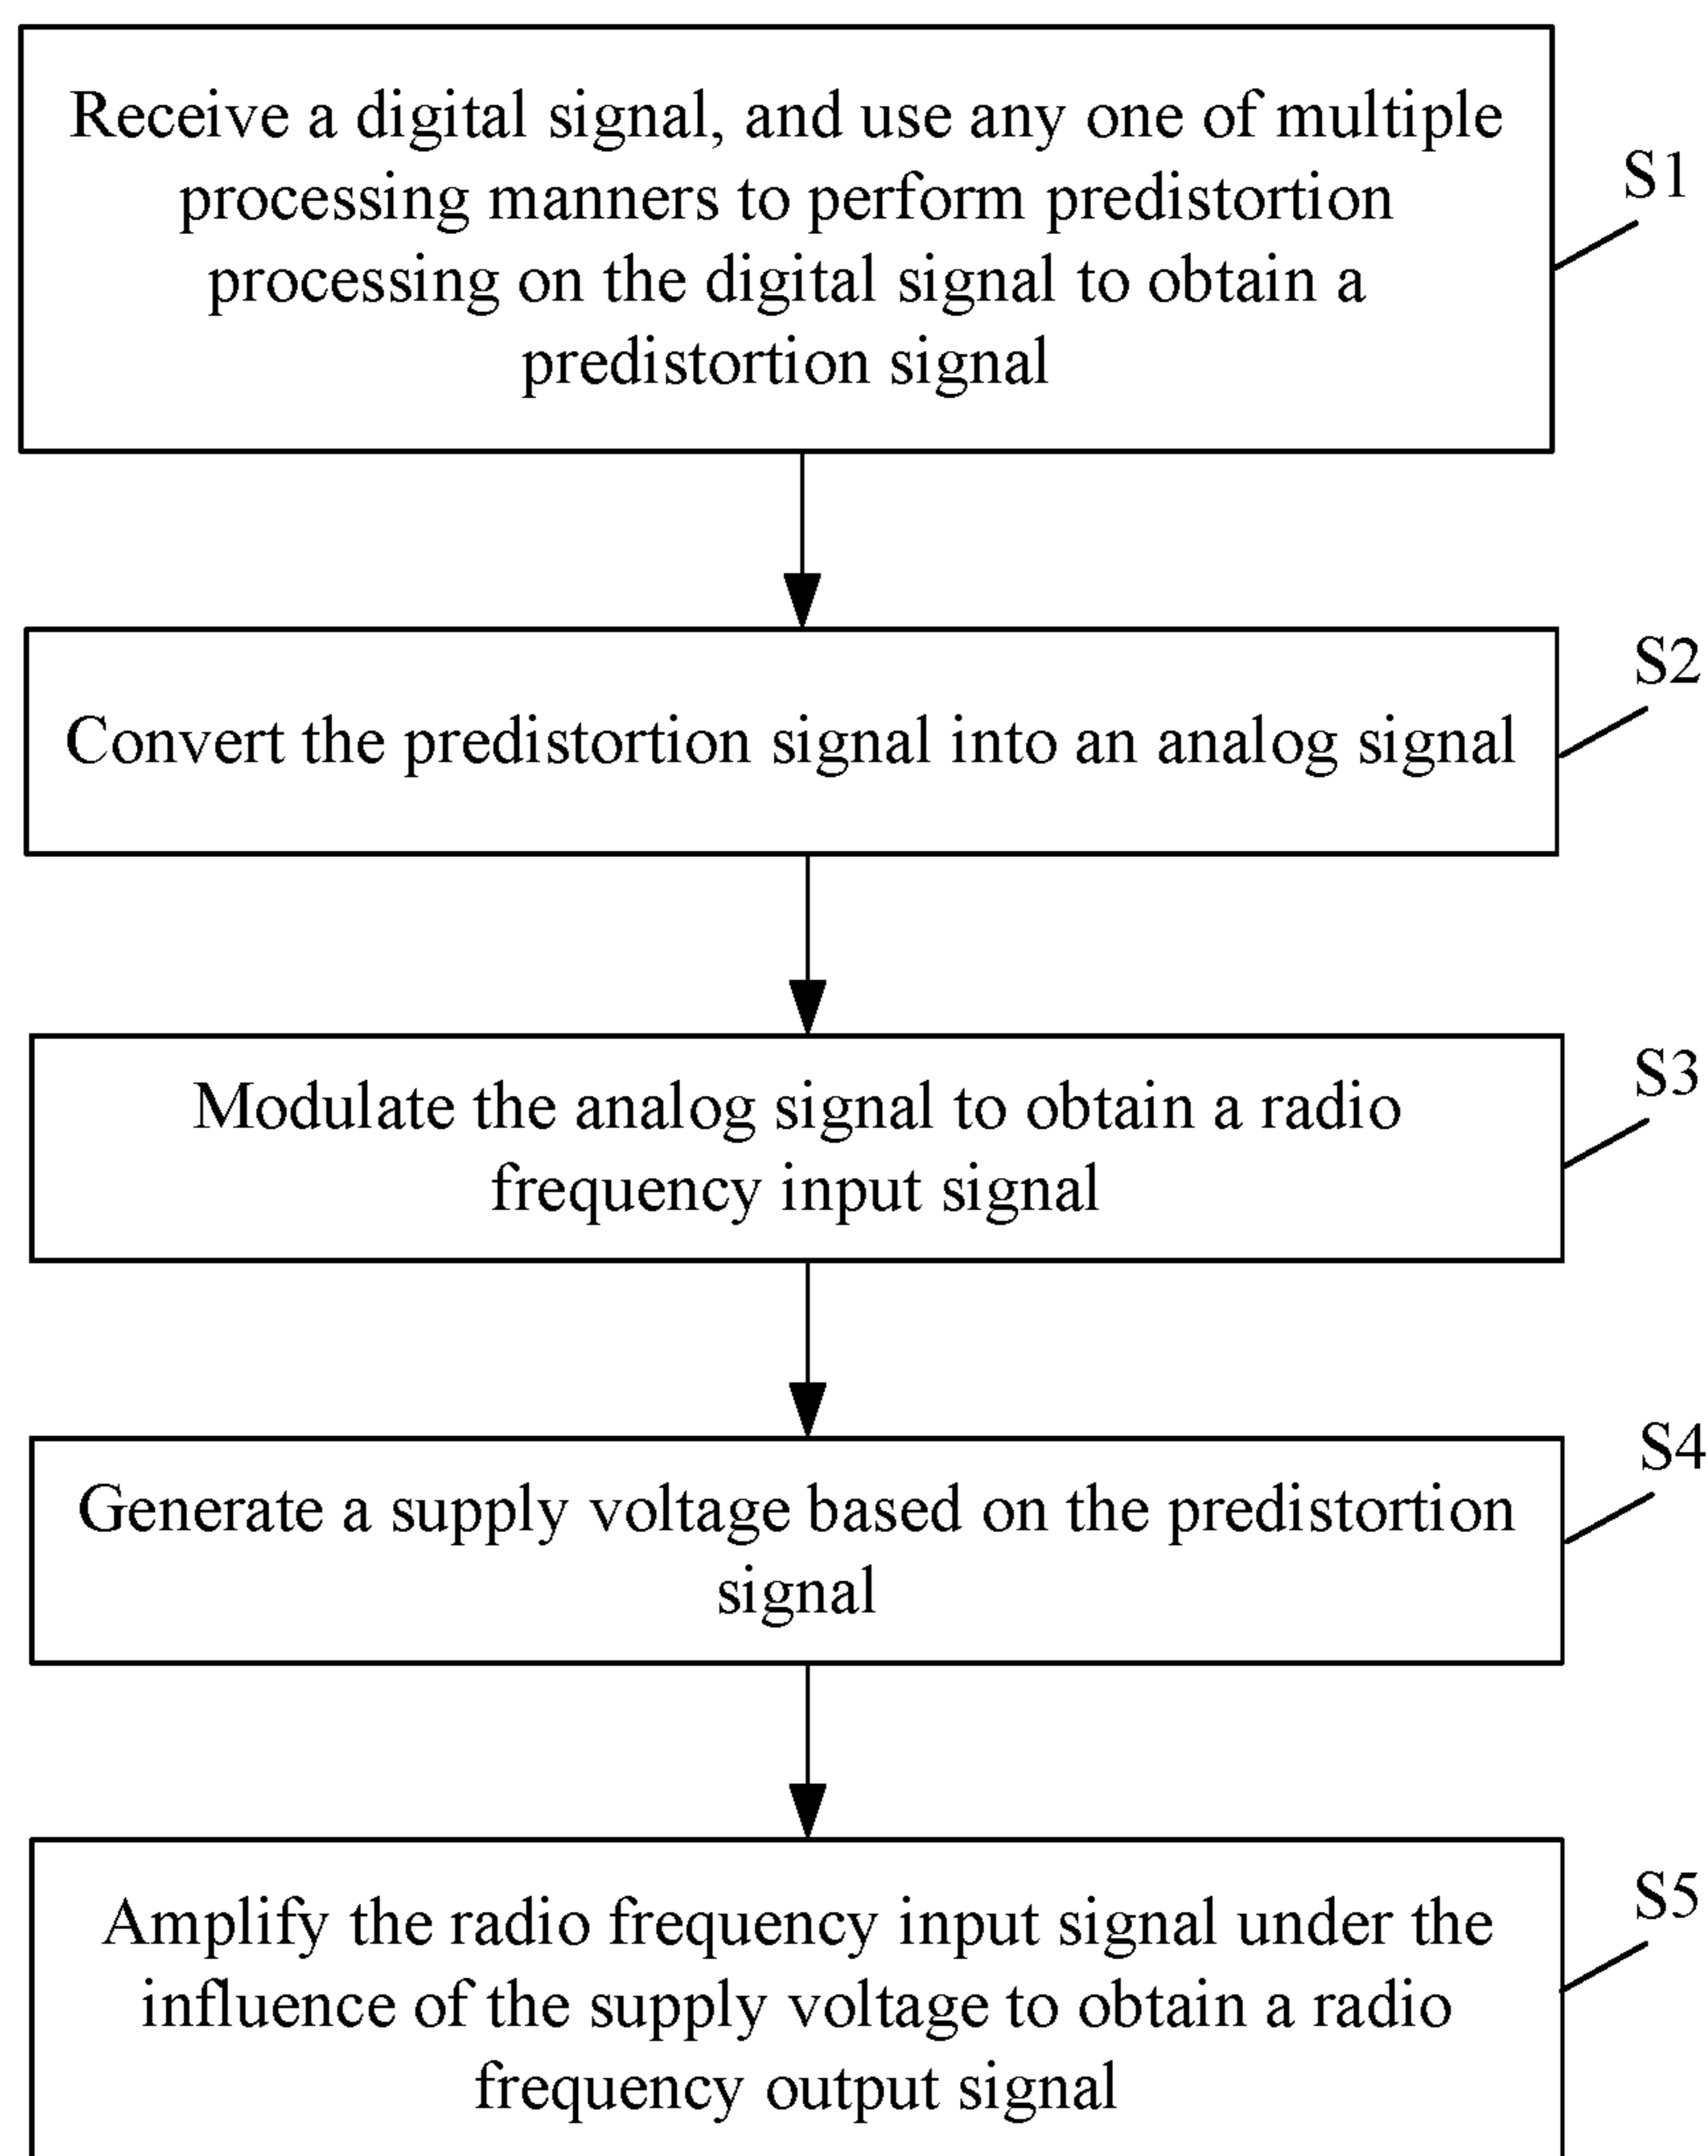 Receive a digital signal, and use any one of multiple
processing manners to perform predistortion
processing on the digital signal to obtain a
predistortion signal
S1
Convert the predistortion signal into an analog signal
S2
Modulate the analog signal to obtain a radio
frequency input signal
S3
Generate a supply voltage based on the predistortion
signal
S4
Amplify the radio frequency input signal under the
influence of the supply voltage to obtain a radio
frequency output signal
S5